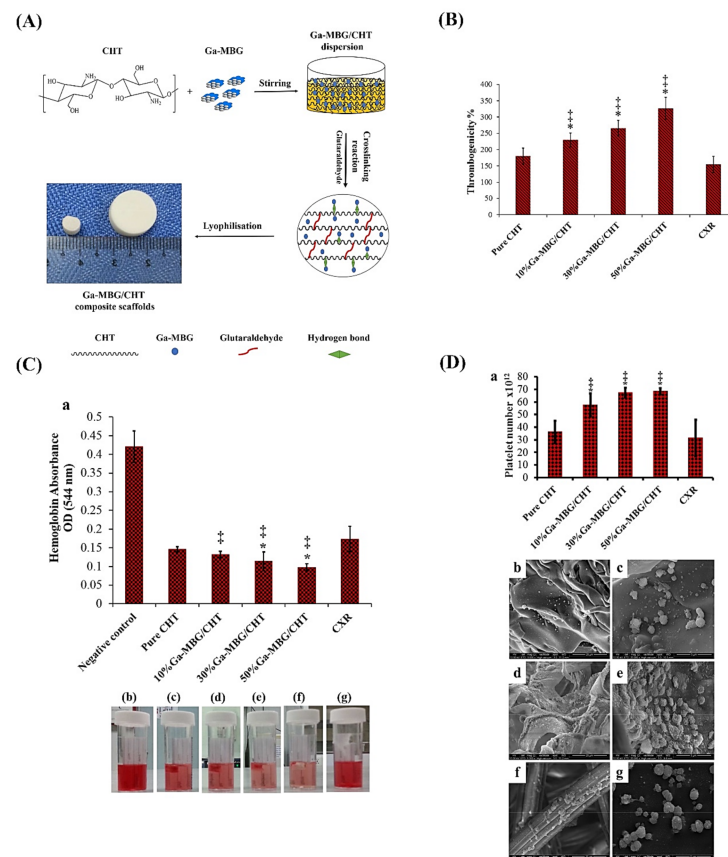 (A)
CHT
Ga-MBG
Ga-MBG/CHT
dispersion
NH2
OH
HO
O
+
Stirring
Crosslinking
reaction
Glutaraldehyde
Lyophilisation
Ga-MBG/CHT
composite scaffolds
CHT
Ga-MBG
Glutaraldehyde
Hydrogen bond
(B)
Thrombogenicity %
400
350
300
250
200
150
100
50
0
‡
‡
*
‡
‡
*
‡
‡
*
Pure CHT
10%Ga-MBG/CHT
30%Ga-MBG/CHT
50%Ga-MBG/CHT
CXR
(C)
a
Hemoglobin Absorbance
OD (544 nm)
0.5
0.45
0.4
0.35
0.3
0.25
0.2
0.15
0.1
0.05
0
‡
‡
*
‡
*
Negative control
Pure CHT
10%Ga-MBG/CHT
30%Ga-MBG/CHT
50%Ga-MBG/CHT
CXR
(b) (c) (d) (e) (f) (g)
(D)
a
Platelet number x10¹²
80
70
60
50
40
30
20
10
0
Pure CHT
10%Ga-MBG/CHT
30%Ga-MBG/CHT
50%Ga-MBG/CHT
CXR
b
c
d
e
f
g